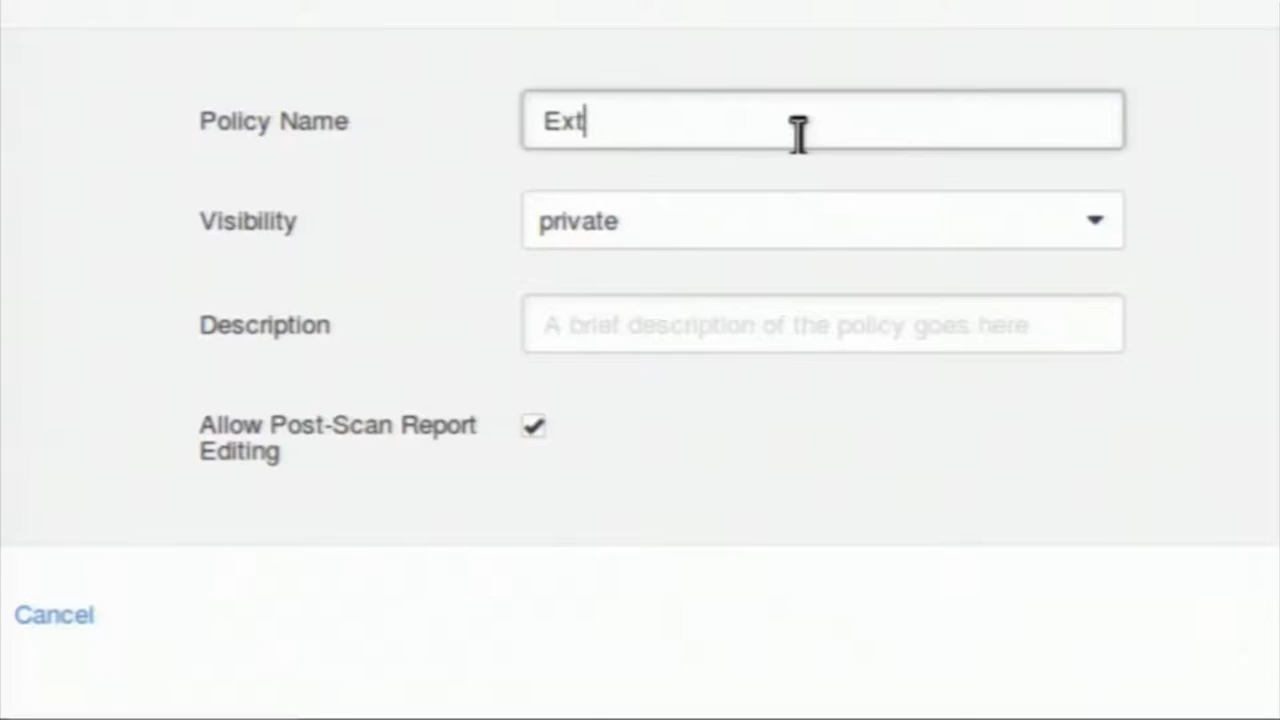 Policy Name
Ext
Visibility
private
Description
A brief description of the policy goes here
Allow Post-Scan Report
Editing
Cancel